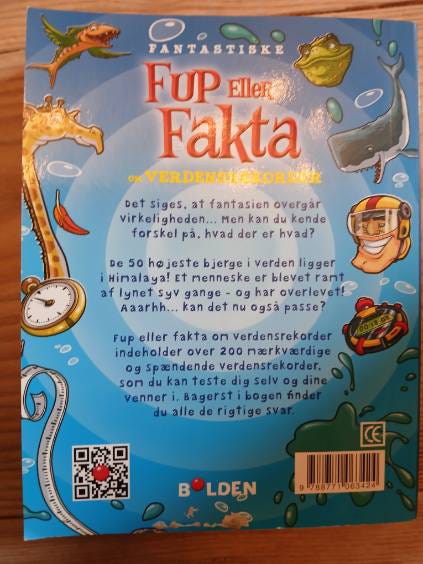 FANTASTISKE
FUP Eller
Fakta
OM VERDENSREKORDER
Det siges, at fantasien overgår
virkeligheden... Men kan du kende
forskel på, hvad der er hvad?
De 50 højeste bjerge i verden ligger
i Himalaya! Et menneske er blevet ramt
af lynet syv gange - og har overlevet!
Aaarhh... kan det nu også passe?
Fup eller fakta om verdensrekorder
indeholder over 200 mærkværdige
og spændende verdensrekorder,
som du kan teste dig selv og dine
venner i. Bagerst i bogen finder
du alle de rigtige svar.
CE
BOLDEN
9 788771 063424